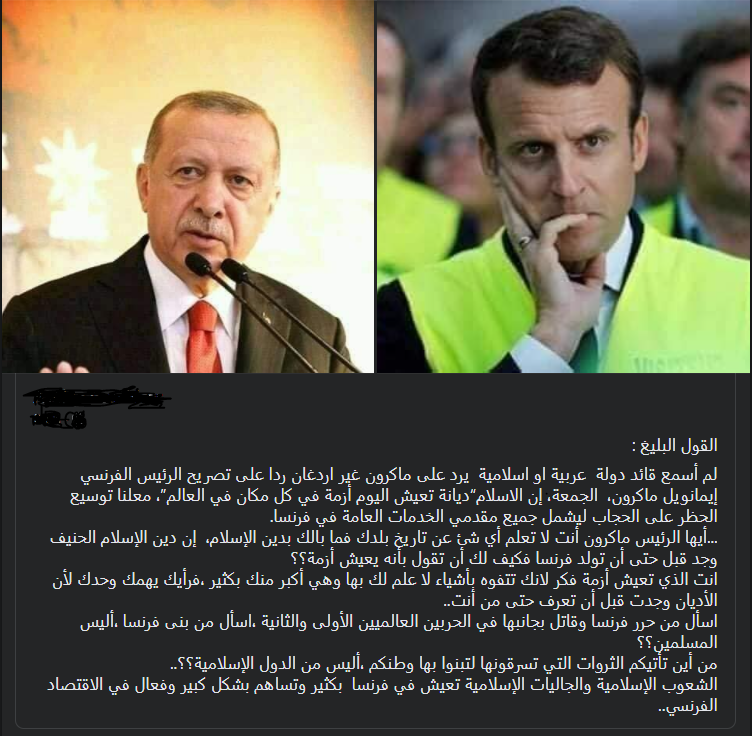 القول البليغ :
لم أسمع قائد دولة عربية او اسلامية يرد على ماكرون غير اردغان ردا على تصريح الرئيس الفرنسي
إيمانويل ماكرون، الجمعة، إن الاسلام“ديانة تعيش اليوم أزمة في كل مكان في العالم”، معلنا توسيع
الحظر على الحجاب ليشمل جميع مقدمي الخدمات العامة في فرنسا.
...أيها الرئيس ماكرون أنت لا تعلم أي شئ عن تاريخ بلدك فما بالك بدين الإسلام، إن دين الإسلام الحنيف
وجد قبل حتى أن تولد فرنسا فكيف لك أن تقول بأنه يعيش أزمة؟؟
انت الذي تعيش أزمة فكر لانك تتفوه بأشياء لا علم لك بها وهي أكبر منك بكثير ،فرأيك يهمك وحدك لأن
الأديان وجدت قبل أن تعرف حتى من أنت..
اسأل من حرر فرنسا وقاتل بجانبها في الحربين العالميين الأولى والثانية ،اسأل من بنى فرنسا ،أليس
المسلمين؟؟
من أين تأتيكم الثروات التي تسرقونها لتبنوا بها وطنكم ،أليس من الدول الإسلامية؟؟..
الشعوب الإسلامية والجاليات الإسلامية تعيش في فرنسا بكثير وتساهم بشكل كبير وفعال في الاقتصاد
الفرنسي..